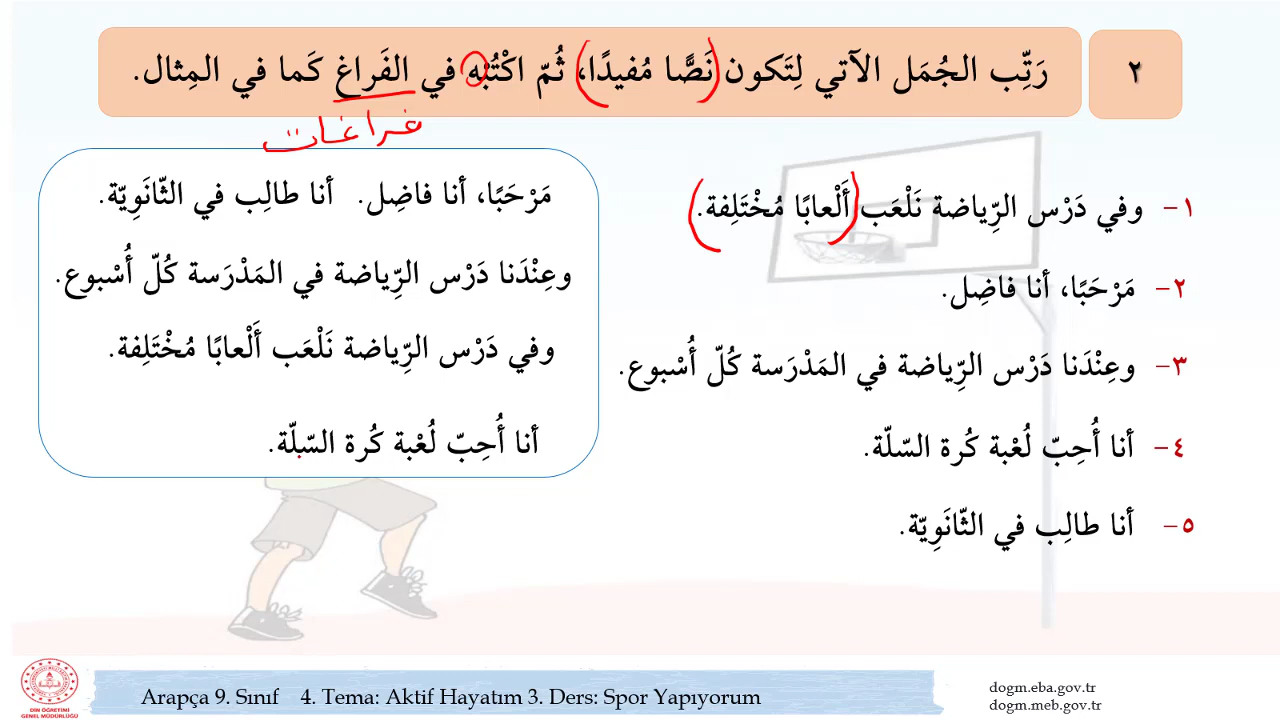 ٢
رَتِّب الجُمَل الآتي لِتَكون نَصًّا مُفيدًا، ثُمّ اكْتُبْه في الفَراغ كَما في المِثال.
فراغات
١- وفي دَرْس الرِّياضة نَلْعَب أَلْعابًا مُخْتَلِفة.
٢- مَرْحَبًا، أنا فاضِل.
٣- وعِنْدَنا دَرْس الرِّياضة في المَدْرَسة كُلّ أُسْبوع.
٤- أنا أُحِبّ لُعْبة كُرة السّلّة.
٥- أنا طالِب في الثّانَوِيّة.
مَرْحَبًا، أنا فاضِل. أنا طالِب في الثّانَوِيّة.
وعِنْدَنا دَرْس الرِّياضة في المَدْرَسة كُلّ أُسْبوع.
وفي دَرْس الرِّياضة نَلْعَب أَلْعابًا مُخْتَلِفة.
أنا أُحِبّ لُعْبة كُرة السّلّة.
DİN ÖĞRETİMİ
GENEL MÜDÜRLÜĞÜ
Arapça 9. Sınıf 4. Tema: Aktif Hayatım 3. Ders: Spor Yapıyorum
dogm.eba.gov.tr
dogm.meb.gov.tr